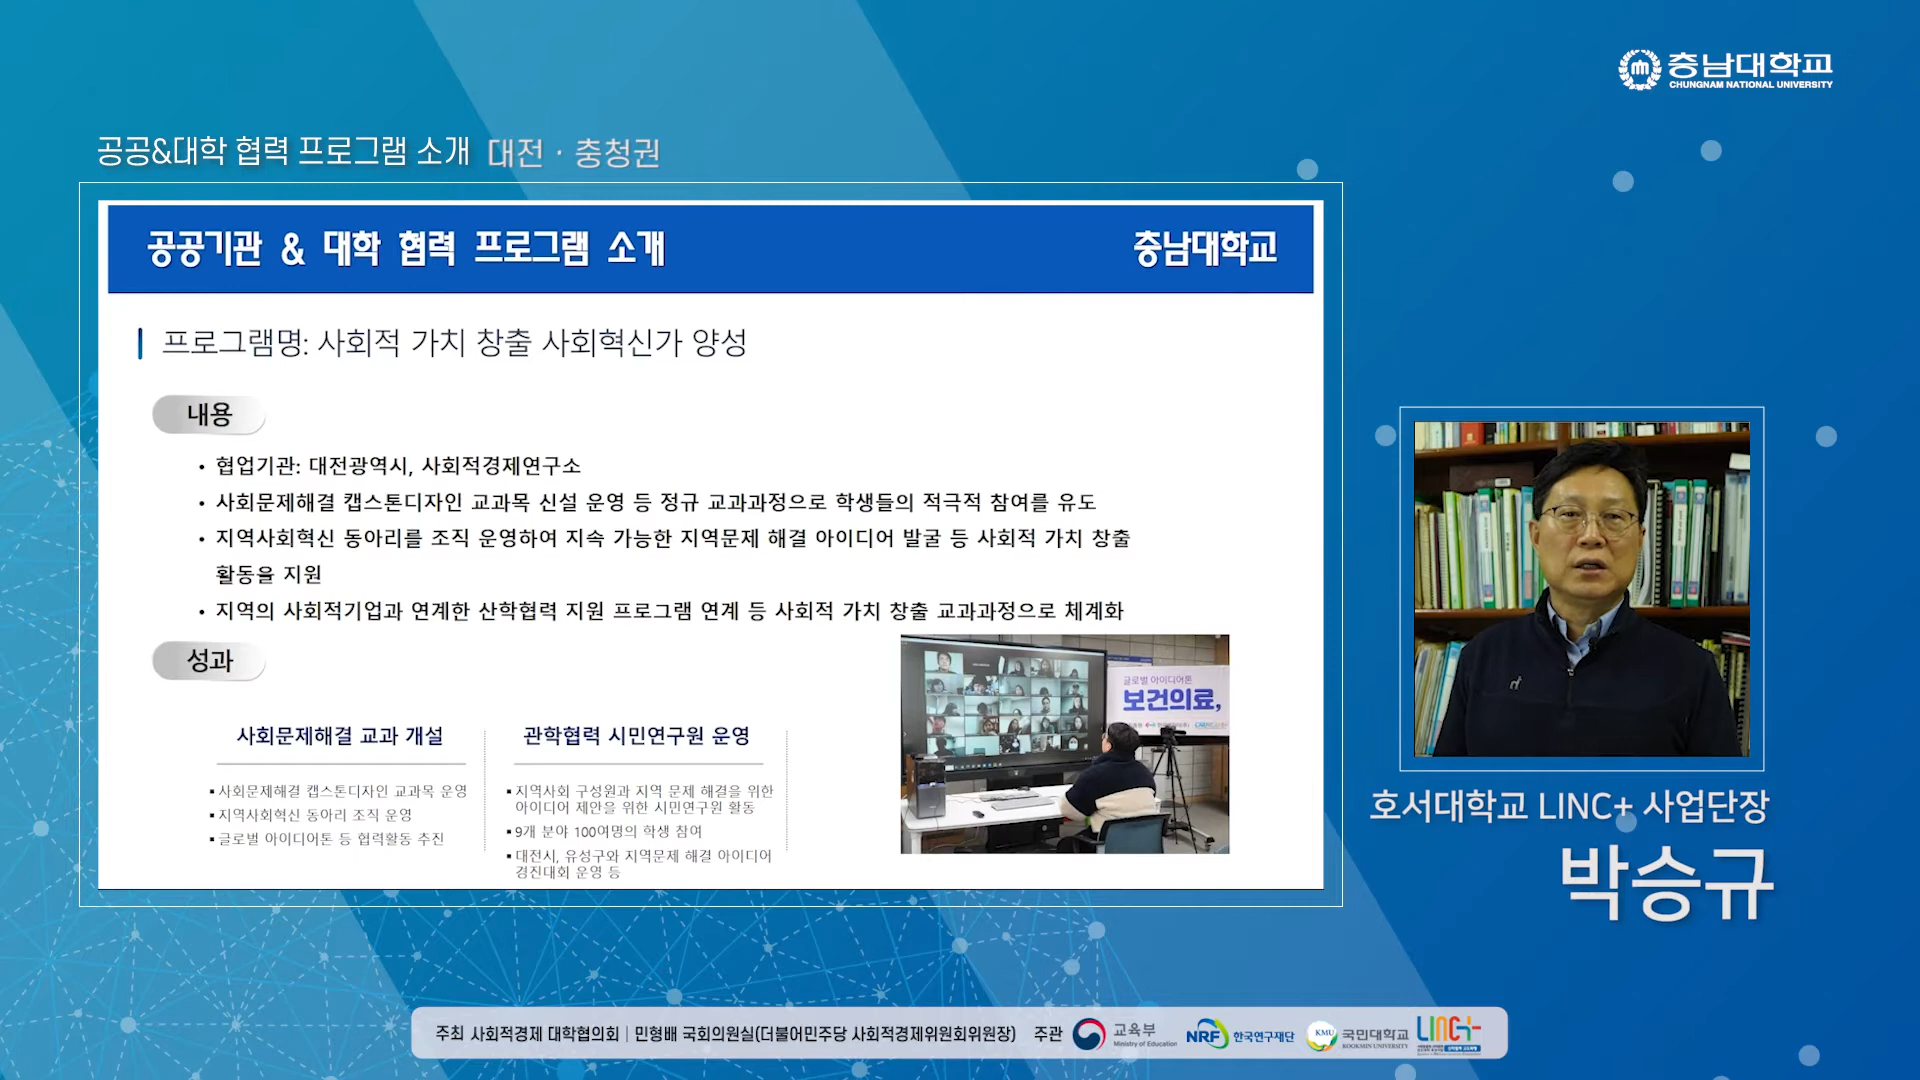 충남대학교
CHUNGNAM NATIONAL UNIVERSITY
공공&대학 협력 프로그램 소개 대전 · 충청권
공공기관 & 대학 협력 프로그램 소개
충남대학교
프로그램명: 사회적 가치 창출 사회혁신가 양성
내용
• 협업기관: 대전광역시, 사회적경제연구소
• 사회문제해결 캡스톤디자인 교과목 신설 운영 등 정규 교과과정으로 학생들의 적극적 참여를 유도
• 지역사회혁신 동아리를 조직 운영하여 지속 가능한 지역문제 해결 아이디어 발굴 등 사회적 가치 창출
활동을 지원
• 지역의 사회적기업과 연계한 산학협력 지원 프로그램 연계 등 사회적 가치 창출 교과과정으로 체계화
성과
사회문제해결 교과 개설
▪ 사회문제해결 캡스톤디자인 교과목 운영
▪ 지역사회혁신 동아리 조직 운영
▪ 글로벌 아이디어톤 등 협력활동 추진
관학협력 시민연구원 운영
▪ 지역사회 구성원과 지역 문제 해결을 위한
아이디어 제안을 위한 시민연구원 활동
▪ 9개 분야 100여명의 학생 참여
▪ 대전시, 유성구와 지역문제 해결 아이디어
경진대회 운영 등
글로벌 아이디어톤
보건의료,
호서대학교 LINC+ 사업단장
박승규
주최 사회적경제 대학협의회 | 민형배 국회의원실(더불어민주당 사회적경제위원회위원장) 주관
교육부
Ministry of Education
NRF 한국연구재단
KMU 국민대학교
KOOKMIN UNIVERSITY
LINC+